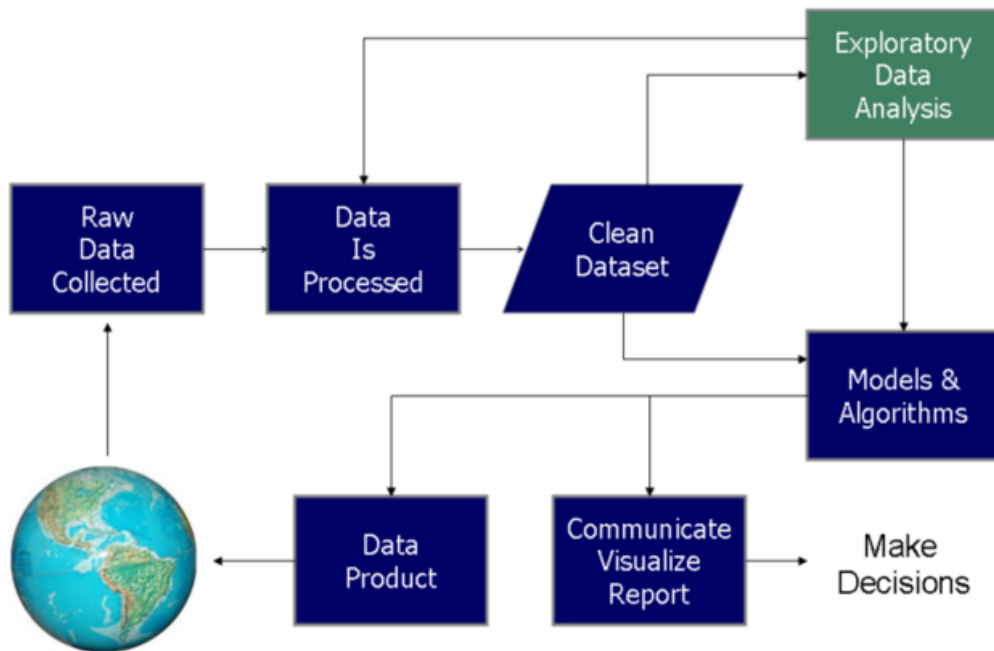 Exploratory
Data
Analysis
Raw
Data
Collected
Data
Is
Processed
Clean
Dataset
Models &
Algorithms
Data
Product
Communicate
Visualize
Report
Make
Decisions